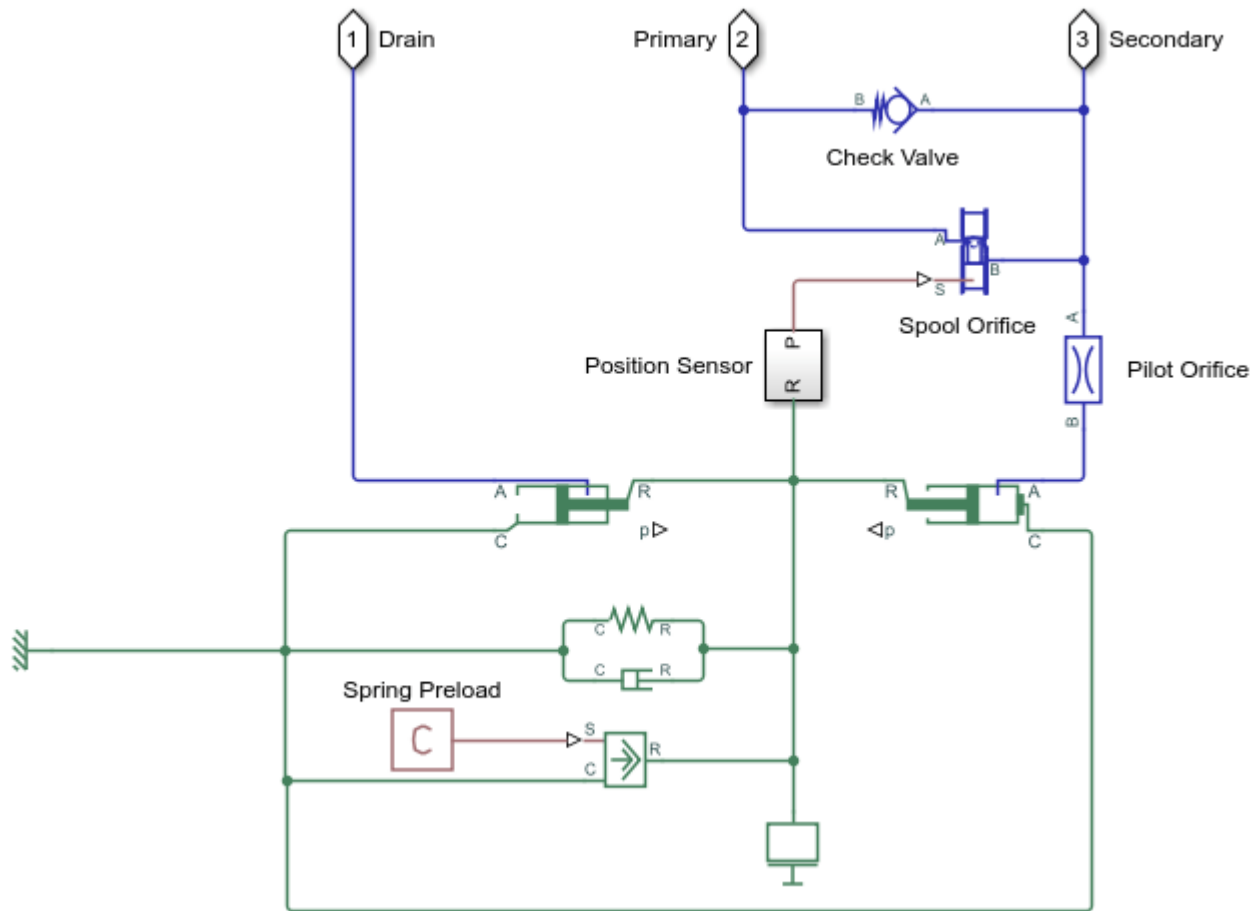 1 Drain
Primary 2
3 Secondary
B A
Check Valve
A
B
S
Spool Orifice
A
Position Sensor
P
R
Pilot Orifice
B
A R
R A
C p
p C
C R
C R
Spring Preload
C
S
R
C